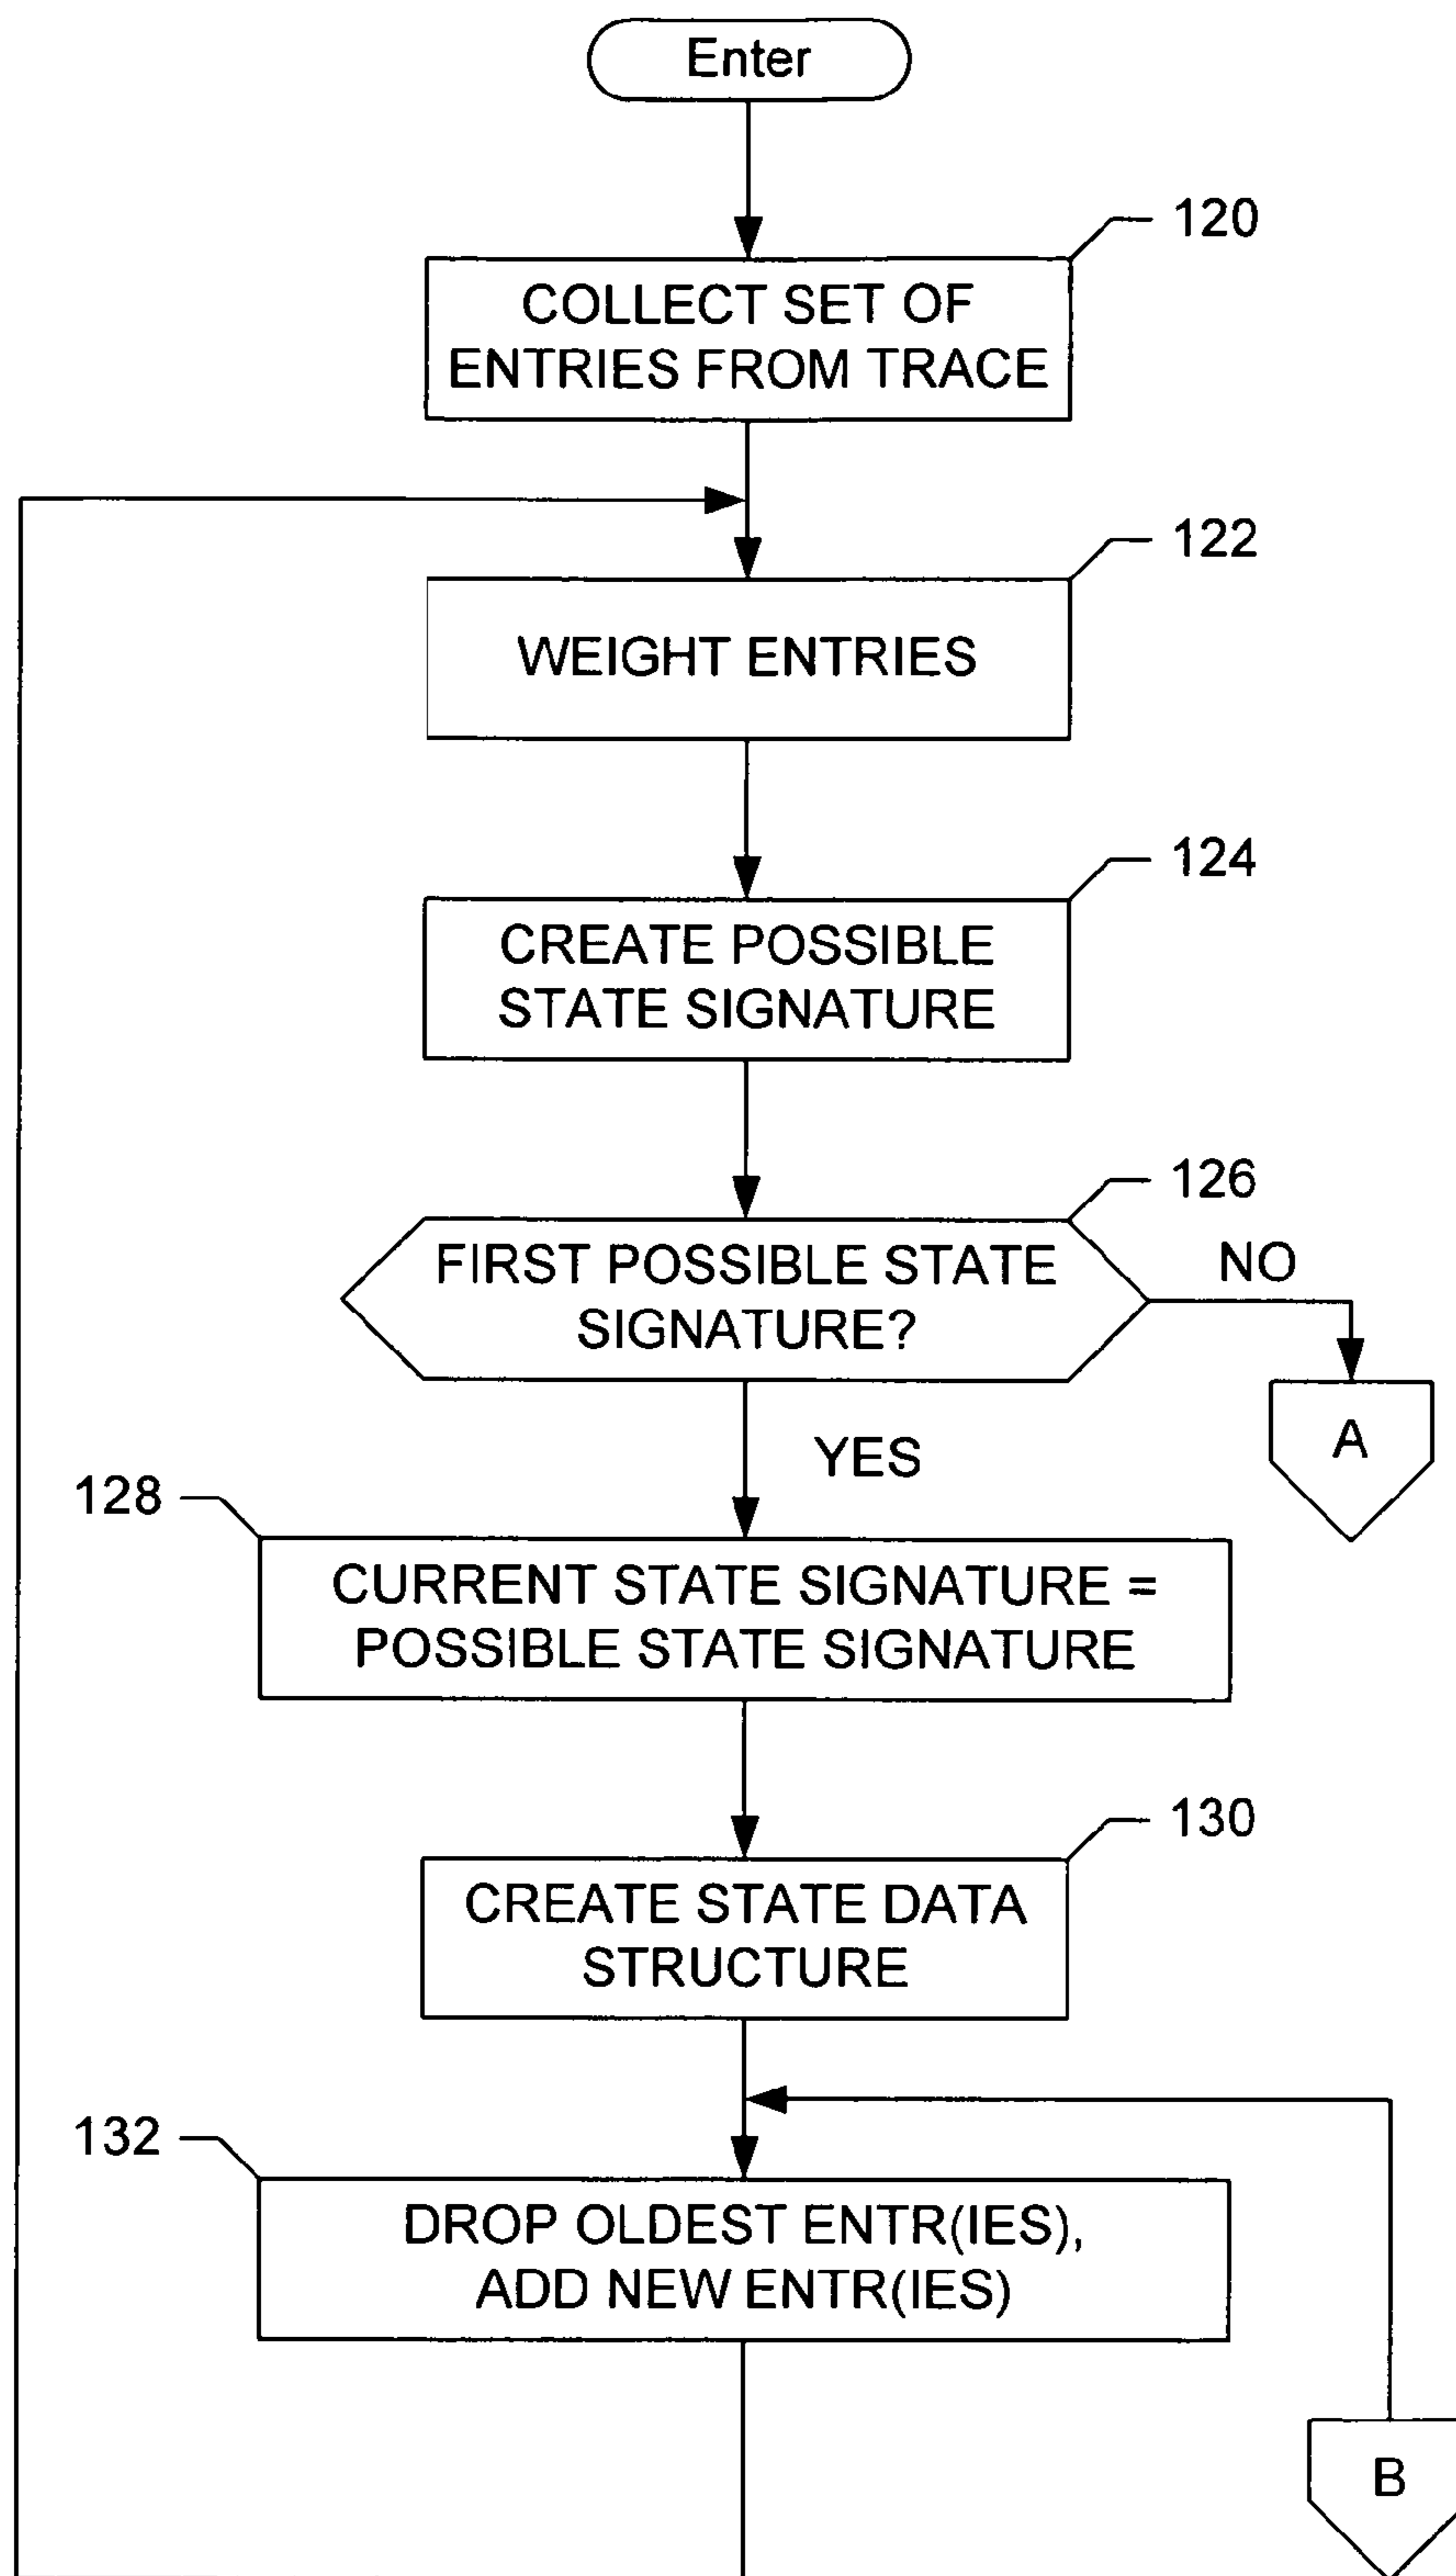 Enter
120
COLLECT SET OF
ENTRIES FROM TRACE
122
WEIGHT ENTRIES
124
CREATE POSSIBLE
STATE SIGNATURE
126
FIRST POSSIBLE STATE
SIGNATURE?
NO
A
YES
128
CURRENT STATE SIGNATURE =
POSSIBLE STATE SIGNATURE
130
CREATE STATE DATA
STRUCTURE
132
DROP OLDEST ENTR(IES),
ADD NEW ENTR(IES)
B